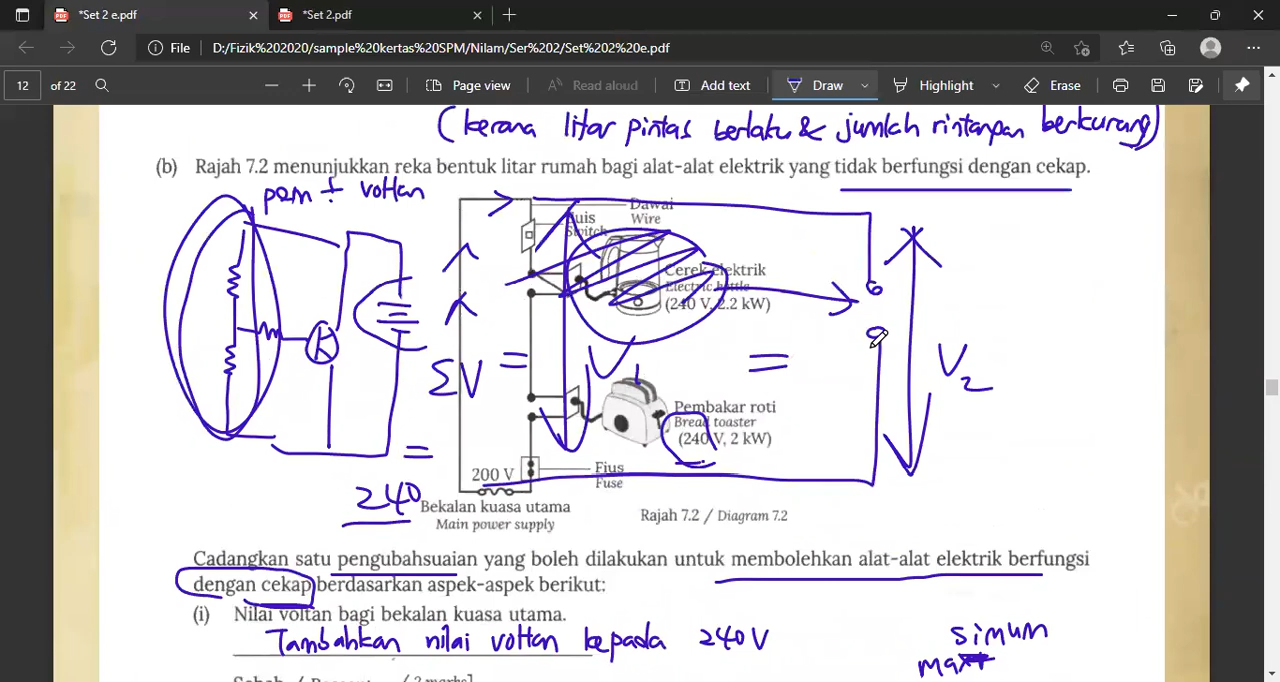 *Set 2 e.pdf
*Set 2.pdf
File D:/Fizik%202020/sample%20kertas%20SPM/Nilam/Ser%202/Set%202%20e.pdf
12 of 22 Page view Read aloud Add text Draw Highlight Erase
(kerana litar pintas berlaku & jumlah rintangan berkurang)
(b) Rajah 7.2 menunjukkan reka bentuk litar rumah bagi alat-alat elektrik yang tidak berfungsi dengan cekap.
voltan
Dawai
Wire
Suis
Switch
Cerek elektrik
Electric kettle
(240 V, 2.2 kW)
K
ΣV = V = V2
Pembakar roti
Bread toaster
(240 V, 2 kW)
= 240
200 V
Fius
Fuse
Bekalan kuasa utama
Main power supply
Rajah 7.2 / Diagram 7.2
Cadangkan satu pengubahsuaian yang boleh dilakukan untuk membolehkan alat-alat elektrik berfungsi
dengan cekap berdasarkan aspek-aspek berikut:
(i) Nilai voltan bagi bekalan kuasa utama.
Tambahkan nilai voltan kepada 240V
simum